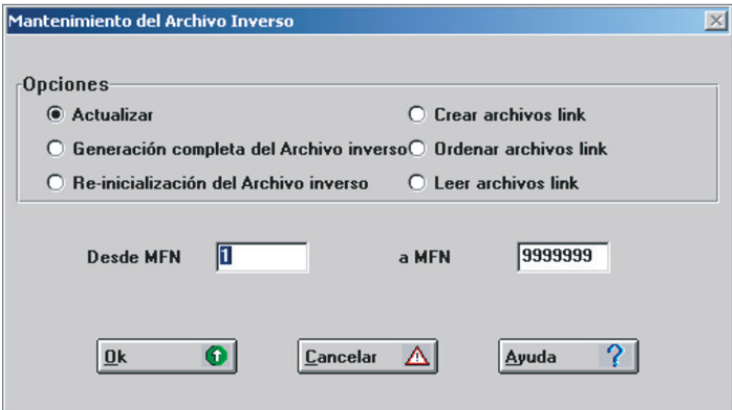 Mantenimiento del Archivo Inverso
Opciones
Actualizar
Crear archivos link
Generación completa del Archivo inverso
Ordenar archivos link
Re-inicialización del Archivo inverso
Leer archivos link
Desde MFN 1 a MFN 9999999
Ok Cancelar Ayuda